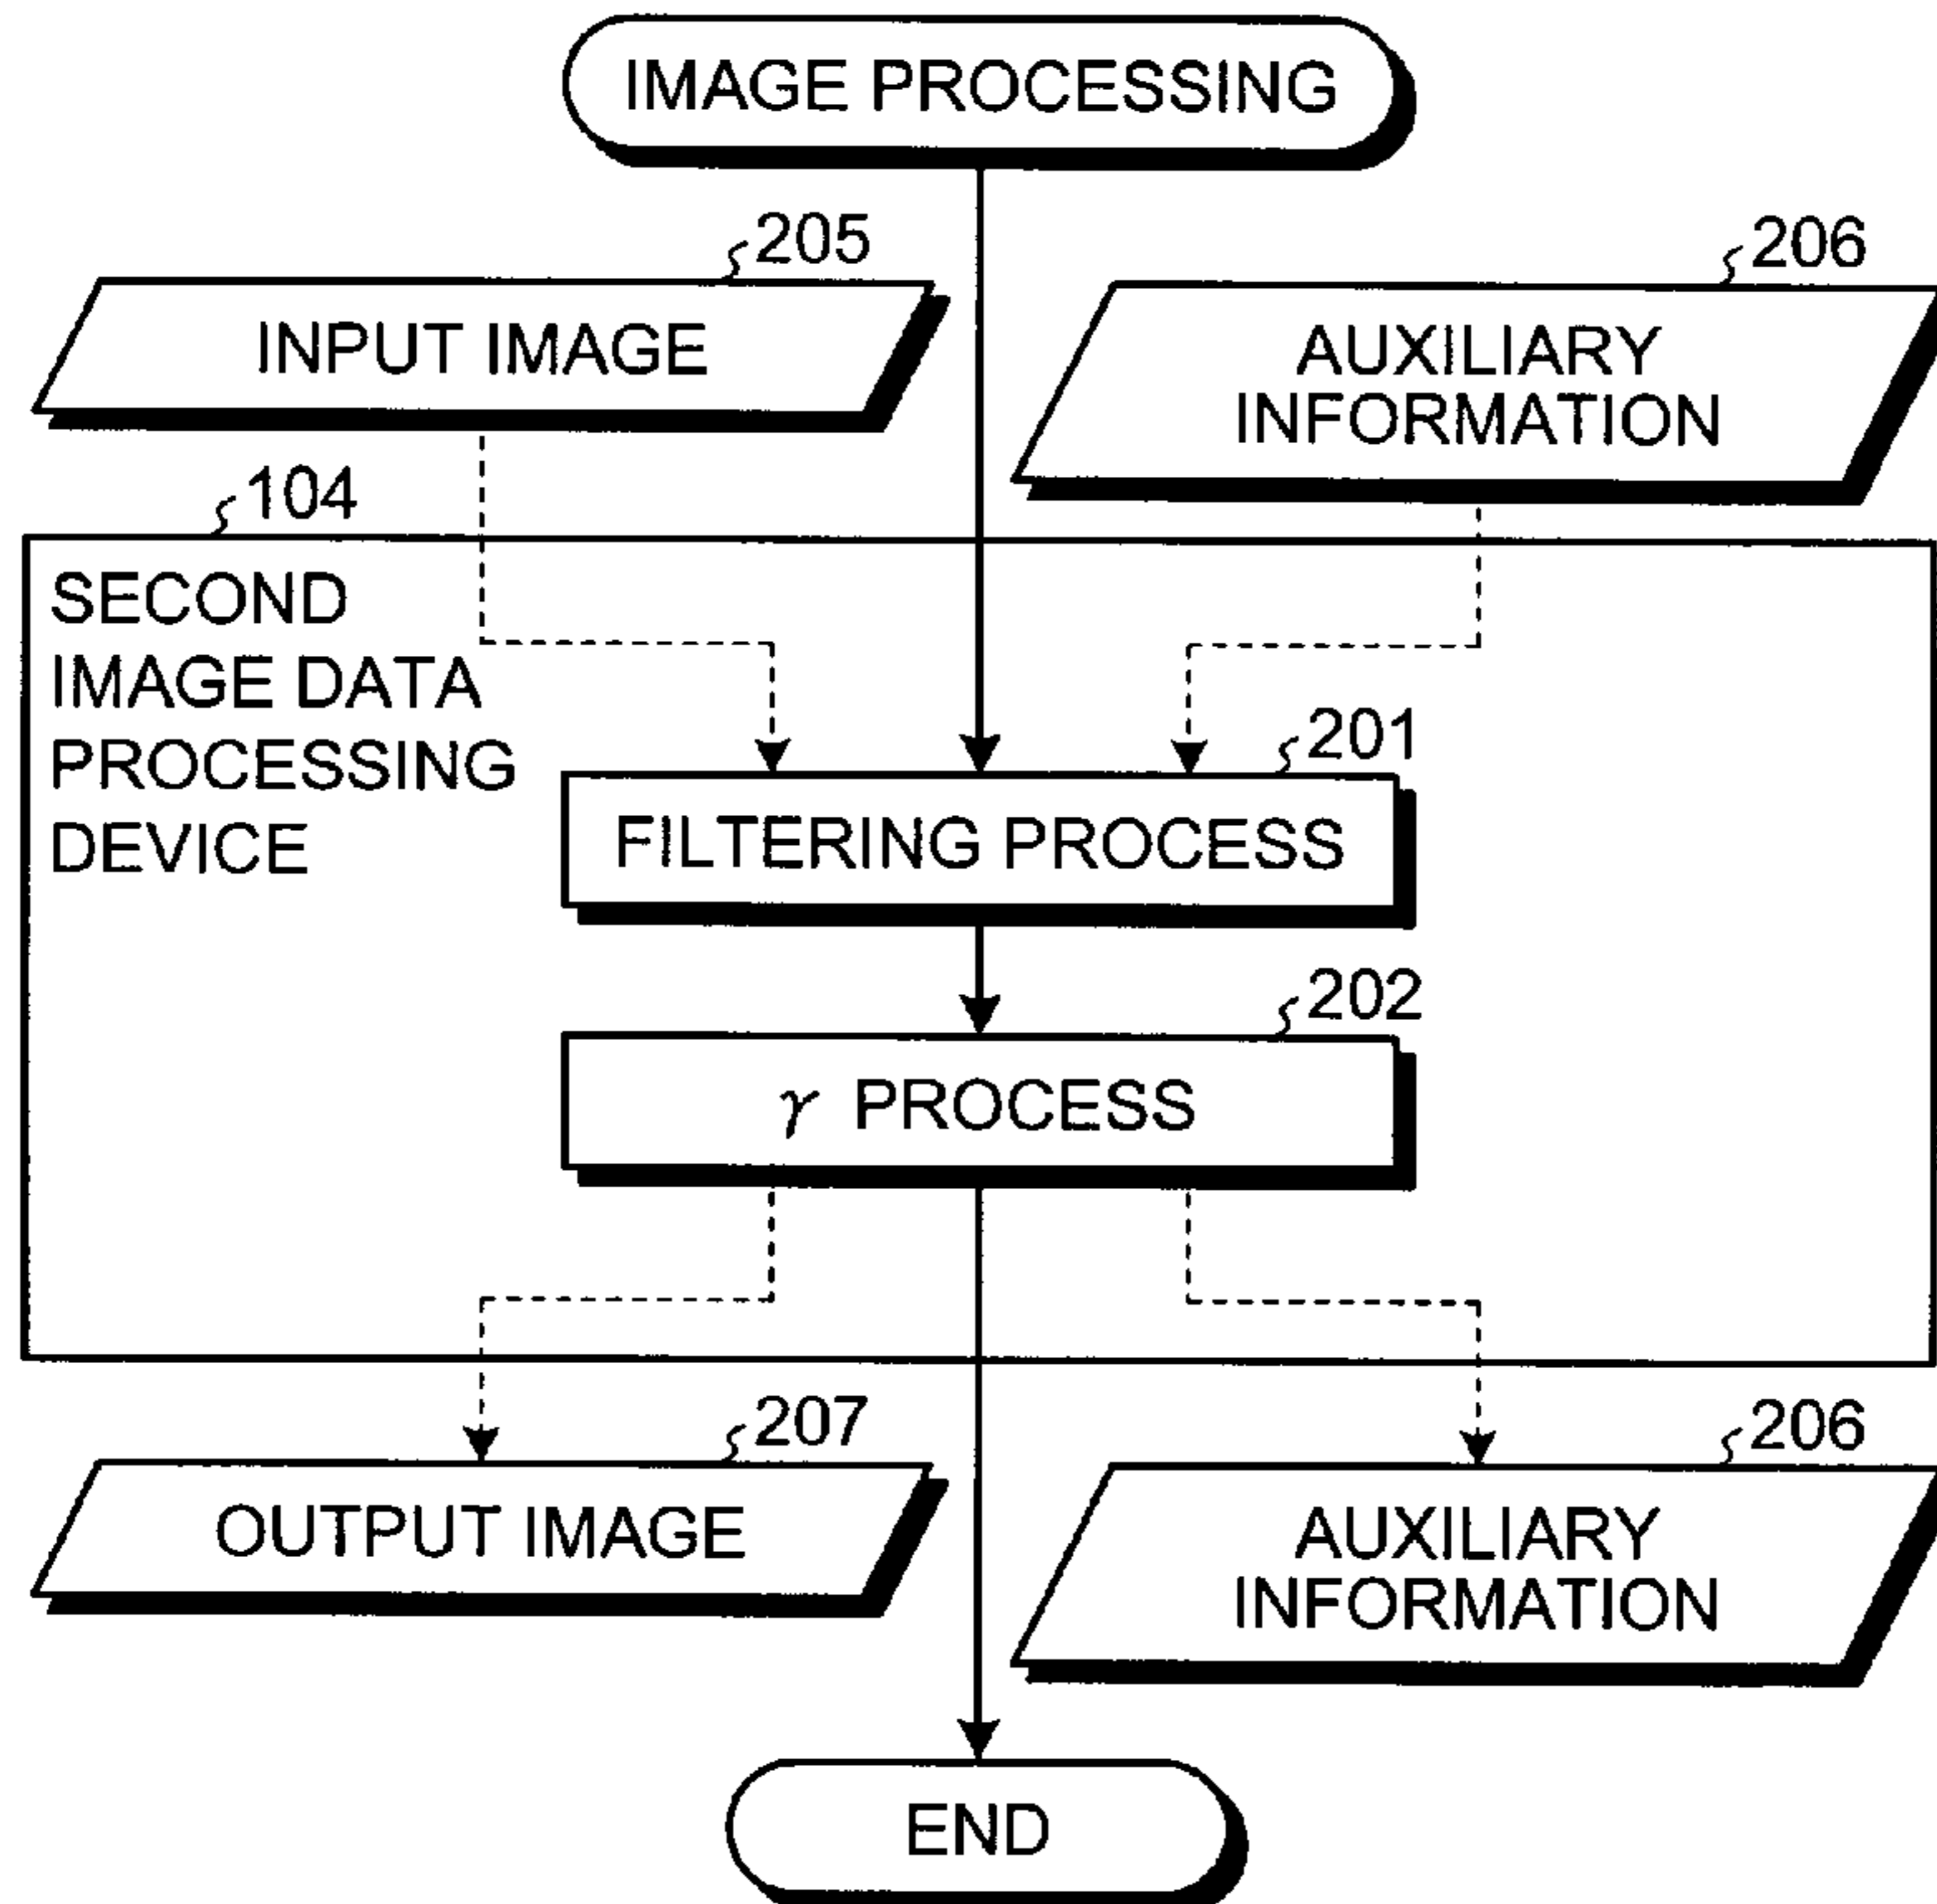 IMAGE PROCESSING
205
206
INPUT IMAGE
AUXILIARY
INFORMATION
104
SECOND
IMAGE DATA
PROCESSING
DEVICE
201
FILTERING PROCESS
202
γ PROCESS
207
206
OUTPUT IMAGE
AUXILIARY
INFORMATION
END